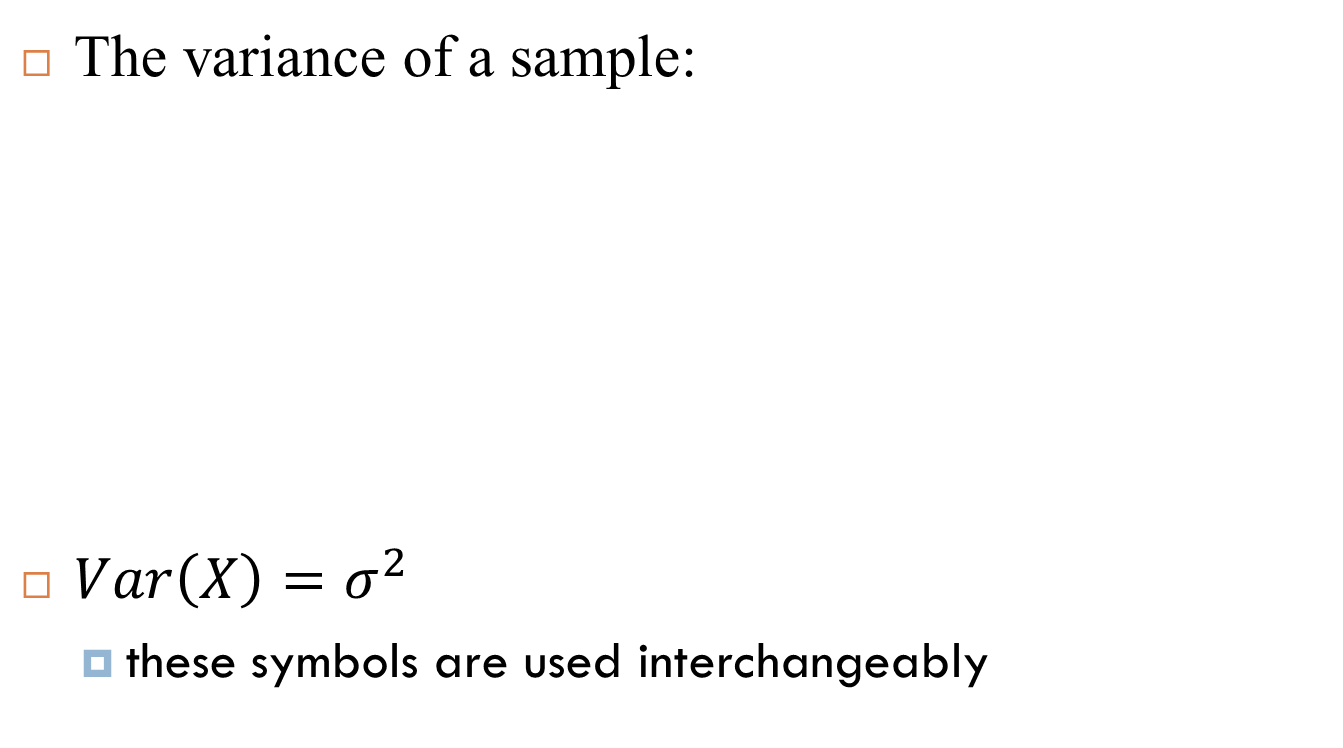 The variance of a sample:
Var(X) = σ²
these symbols are used interchangeably